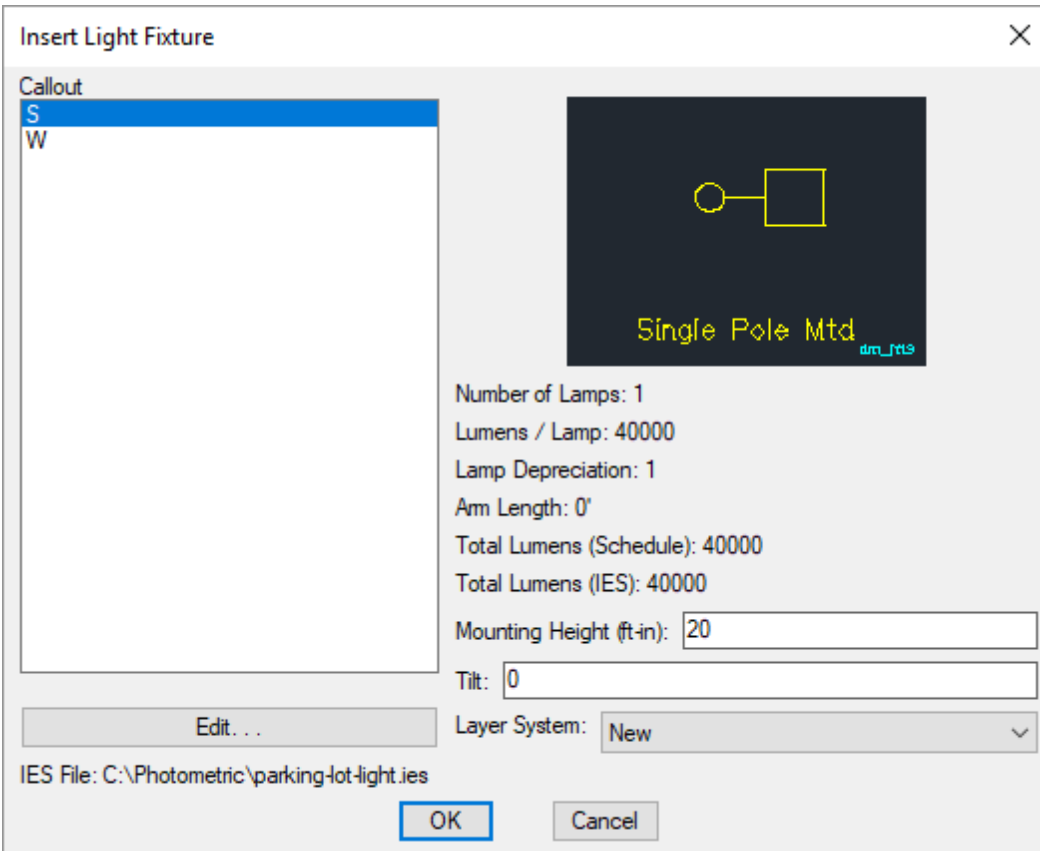 Insert Light Fixture
Callout
S
W
Single Pole Mtd
Number of Lamps: 1
Lumens / Lamp: 40000
Lamp Depreciation: 1
Arm Length: 0'
Total Lumens (Schedule): 40000
Total Lumens (IES): 40000
Mounting Height (ft-in): 20
Tilt: 0
Edit. . .
Layer System: New
IES File: C:\Photometric\parking-lot-light.ies
OK
Cancel